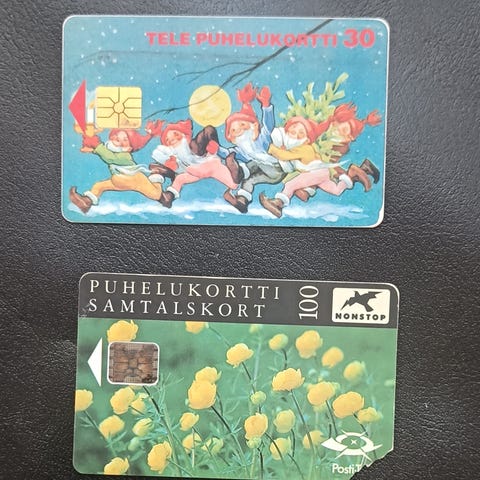 TELE PUHELUKORTTI 30
PUHELUKORTTI
SAMTALSKORT
100
NONSTOP
Posti